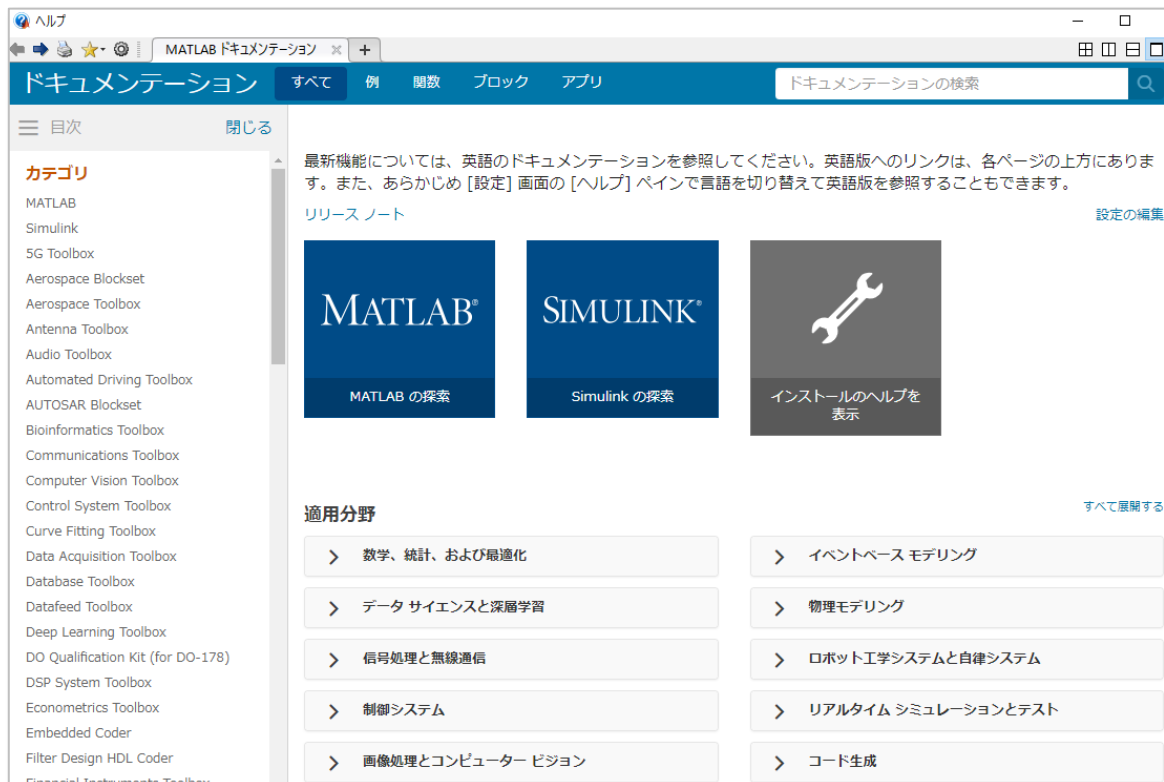 ヘルプ
MATLAB ドキュメンテーション
ドキュメンテーション
すべて
例
関数
ブロック
アプリ
ドキュメンテーションの検索
目次
閉じる
カテゴリ
MATLAB
Simulink
5G Toolbox
Aerospace Blockset
Aerospace Toolbox
Antenna Toolbox
Audio Toolbox
Automated Driving Toolbox
AUTOSAR Blockset
Bioinformatics Toolbox
Communications Toolbox
Computer Vision Toolbox
Control System Toolbox
Curve Fitting Toolbox
Data Acquisition Toolbox
Database Toolbox
Datafeed Toolbox
Deep Learning Toolbox
DO Qualification Kit (for DO-178)
DSP System Toolbox
Econometrics Toolbox
Embedded Coder
Filter Design HDL Coder
Financial Instruments Toolbox
最新機能については、英語のドキュメンテーションを参照してください。英語版へのリンクは、各ページの上方にありま
す。また、あらかじめ [設定] 画面の [ヘルプ] ペインで言語を切り替えて英語版を参照することもできます。
リリース ノート
設定の編集
MATLAB®
MATLAB の探索
SIMULINK®
Simulink の探索
インストールのヘルプを
表示
適用分野
すべて展開する
数学、統計、および最適化
イベントベース モデリング
データ サイエンスと深層学習
物理モデリング
信号処理と無線通信
ロボット工学システムと自律システム
制御システム
リアルタイム シミュレーションとテスト
画像処理とコンピューター ビジョン
コード生成